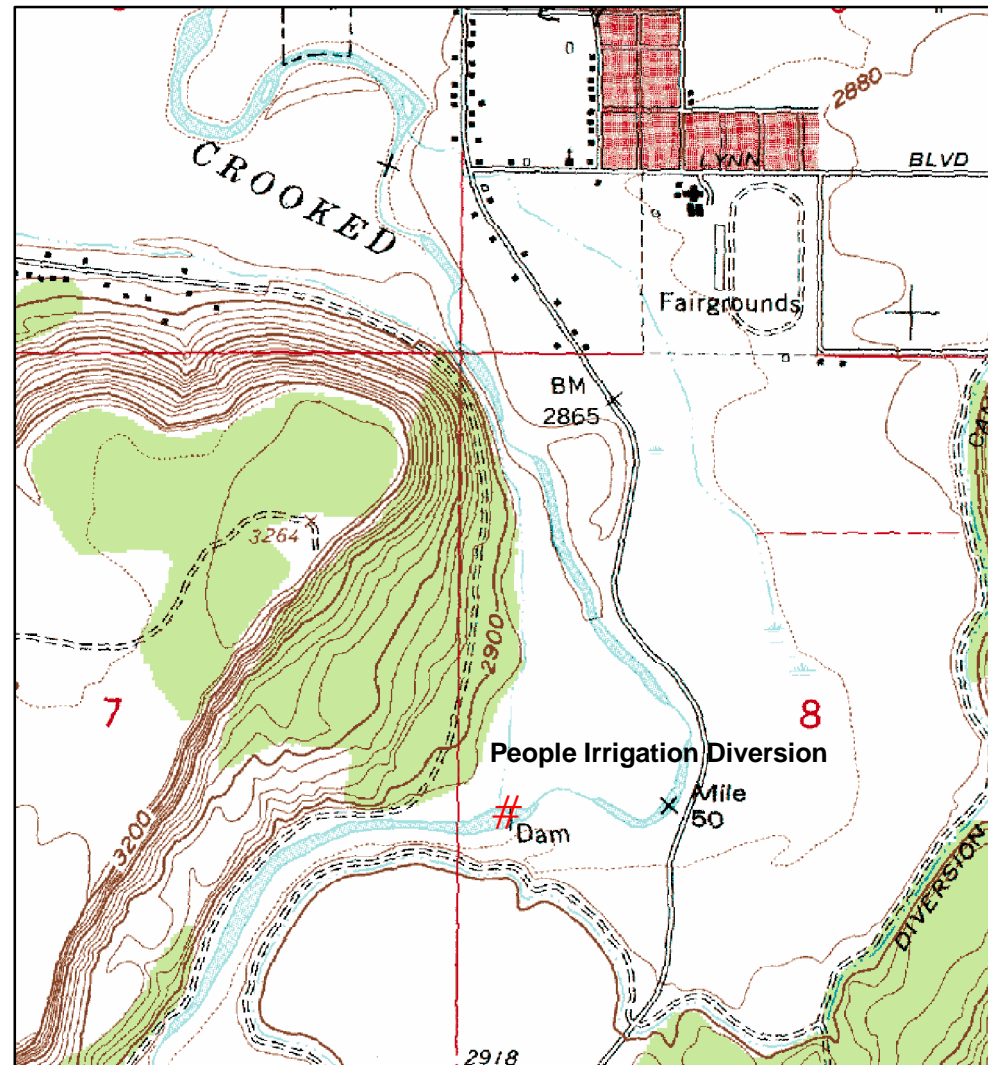 2880
LYNN
BLVD
CROOKED
Fairgrounds
BM
2865
3264
2900
7
8
People Irrigation Diversion
Mile
50
#
Dam
3200
DIVERSION
2918